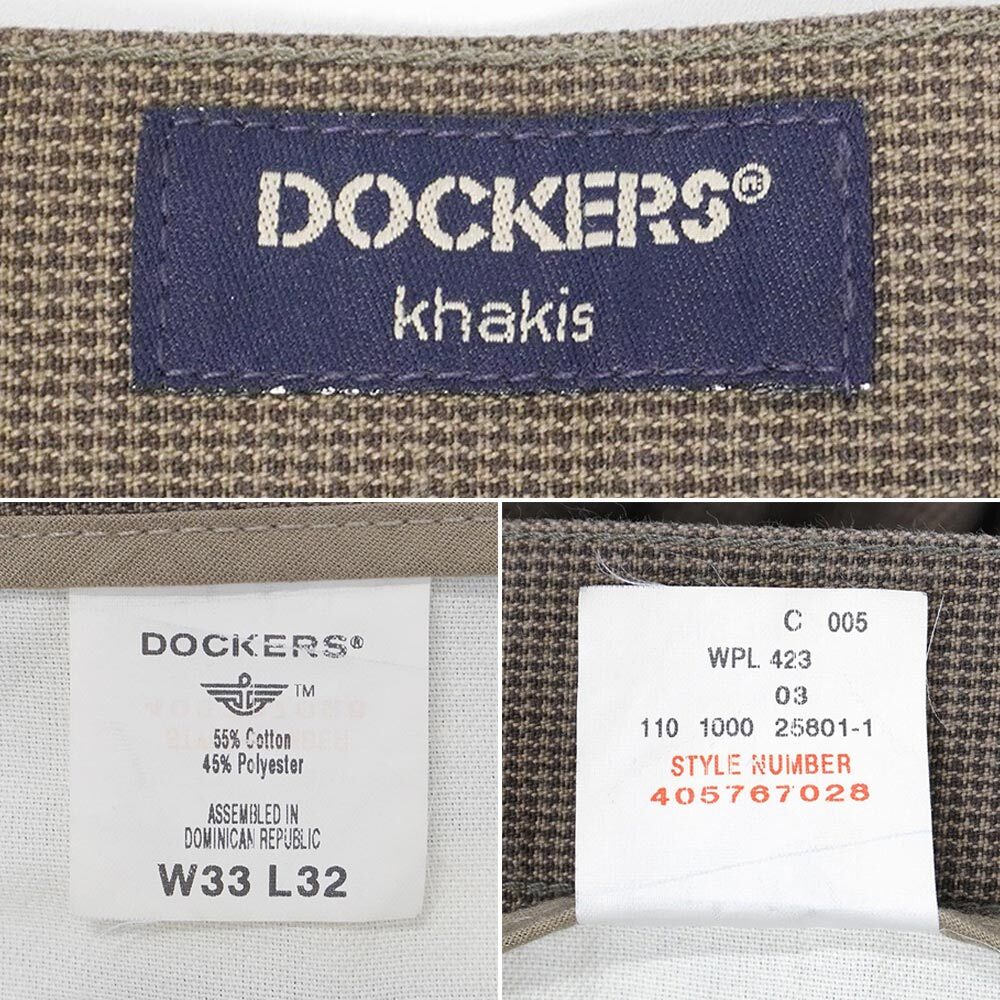 DOCKERS®
khakis
DOCKERS®
™
55% Cotton
45% Polyester
ASSEMBLED IN
DOMINICAN REPUBLIC
W33 L32
C 005
WPL 423
03
110 1000 25801-1
STYLE NUMBER
405767028